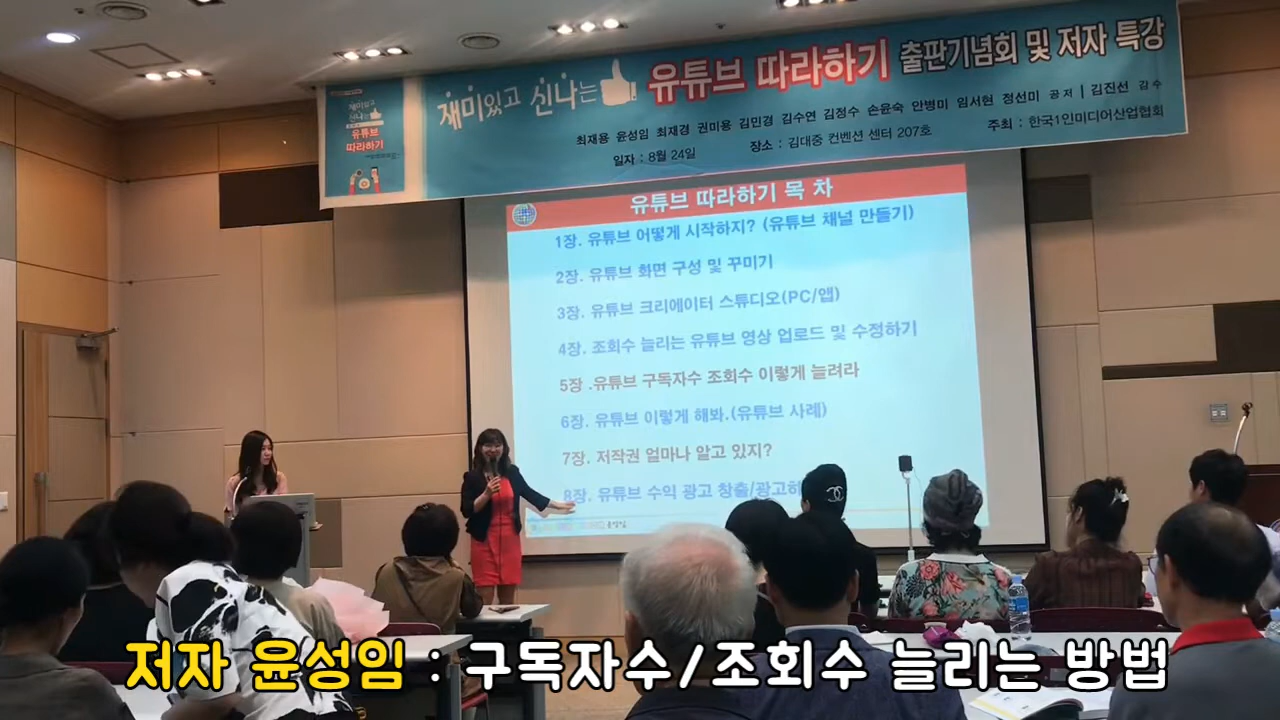 재미있고 신나는 유튜브 따라하기 출판기념회 및 저자 특강
최재용 윤성임 최재경 권미용 김민경 김수연 김정수 손윤숙 안병미 임서현 정선미 공저 | 김진선 감수
일자 : 8월 24일 장소 : 김대중 컨벤션 센터 207호 주최 : 한국1인미디어산업협회
재미있고
신나는
유튜브
따라하기
유튜브 따라하기 목 차
1장. 유튜브 어떻게 시작하지? (유튜브 채널 만들기)
2장. 유튜브 화면 구성 및 꾸미기
3장. 유튜브 크리에이터 스튜디오(PC/앱)
4장. 조회수 늘리는 유튜브 영상 업로드 및 수정하기
5장 .유튜브 구독자수 조회수 이렇게 늘려라
6장. 유튜브 이렇게 해봐.(유튜브 사례)
7장. 저작권 얼마나 알고 있지?
8장. 유튜브 수익 광고 창출/광고하
윤성임
저자 윤성임 : 구독자수/조회수 늘리는 방법